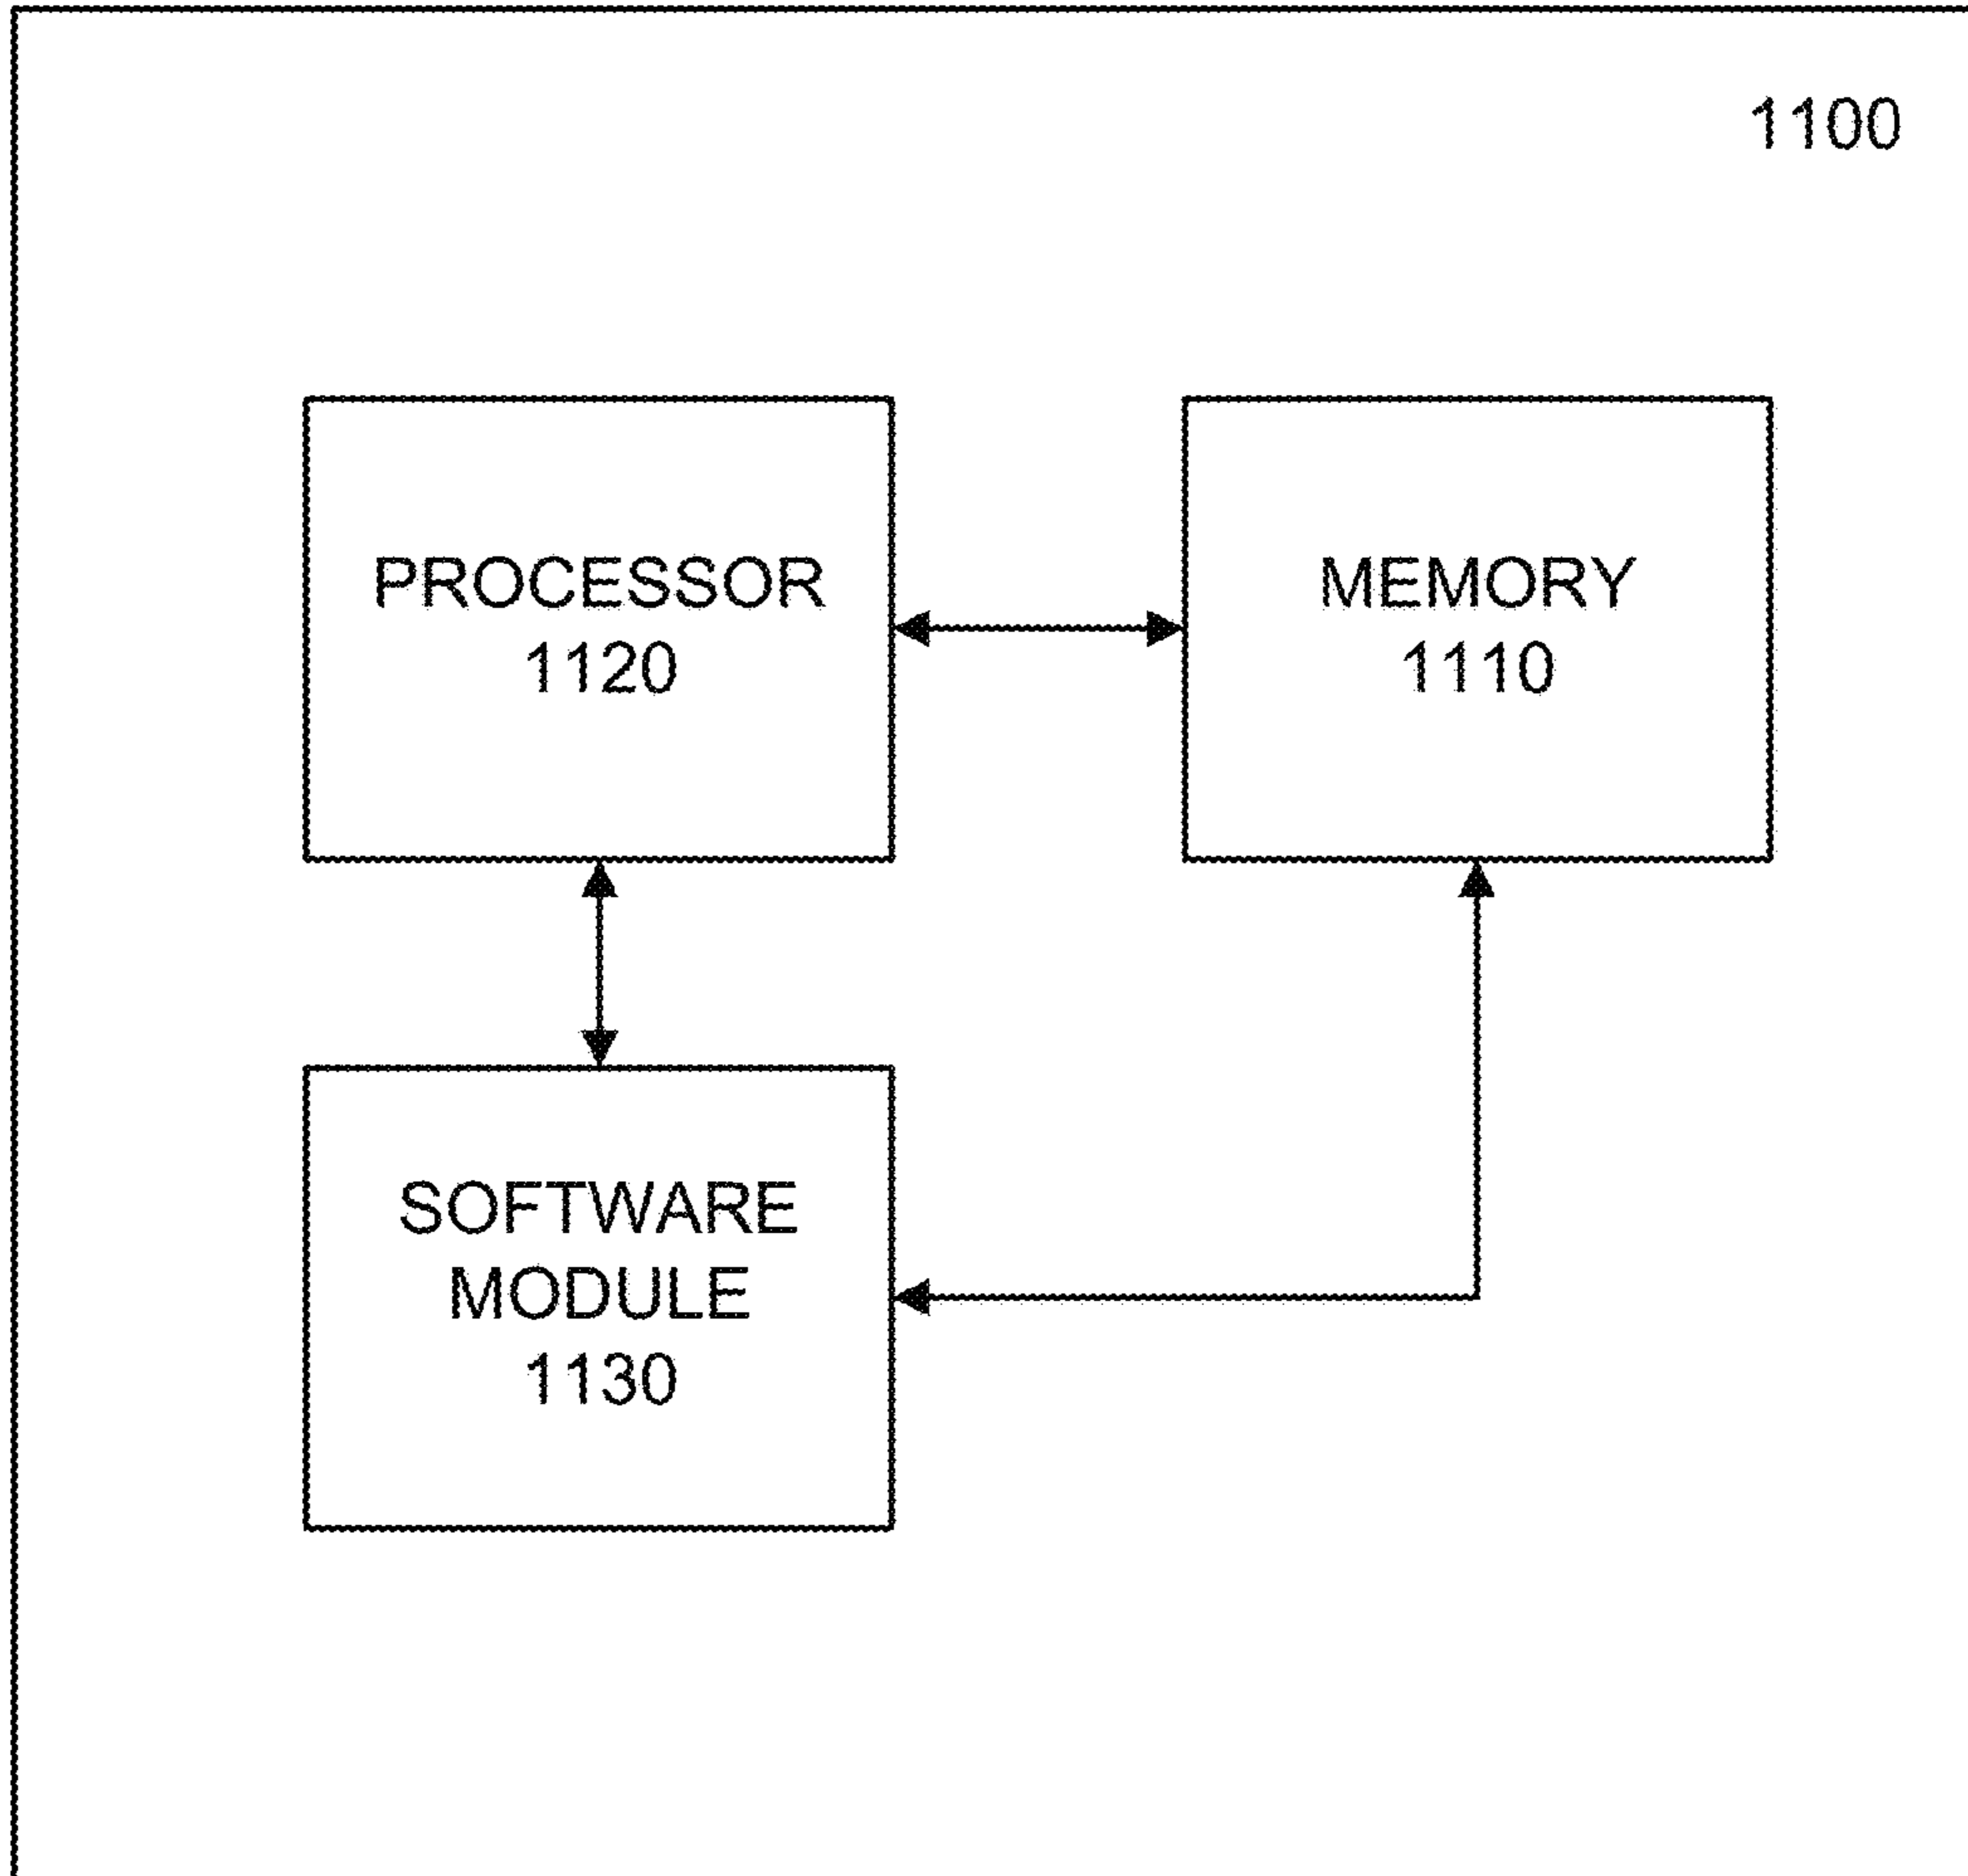 1100
PROCESSOR
1120
MEMORY
1110
SOFTWARE
MODULE
1130